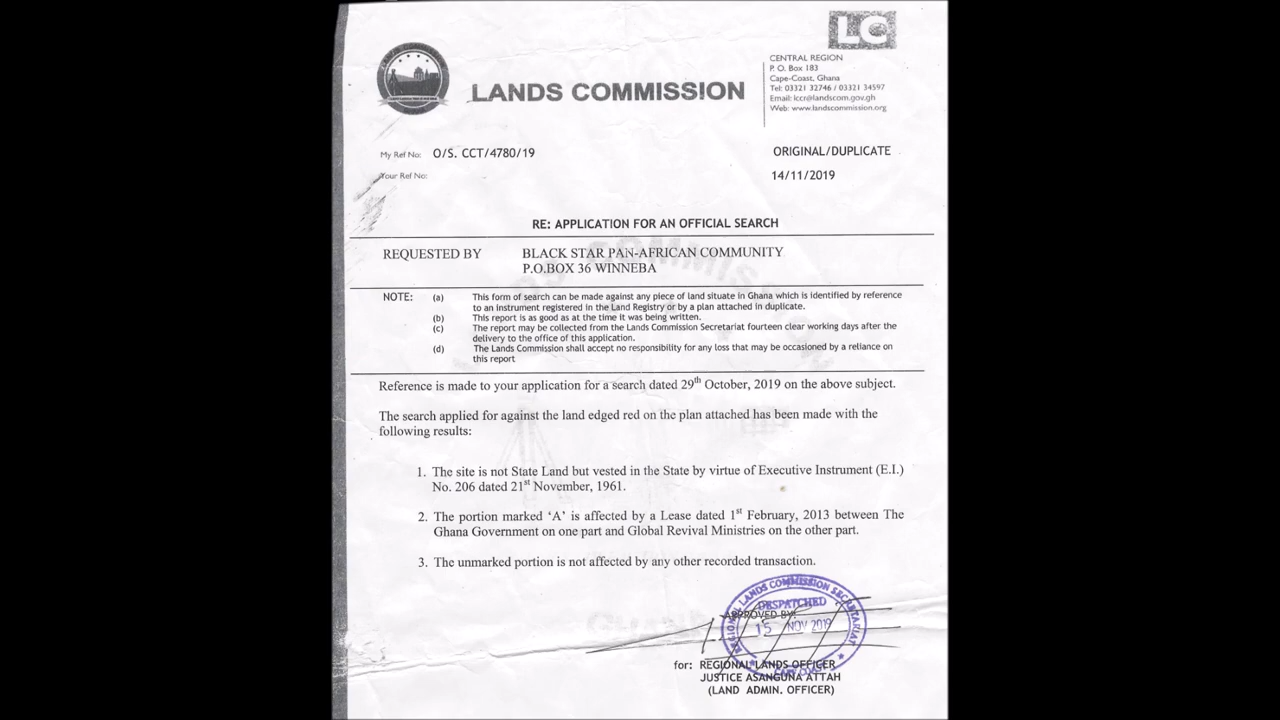 LC
LANDS COMMISSION
CENTRAL REGION
P. O. Box 183
Cape-Coast, Ghana
Tel: 03321 32746 / 03321 34597
Email: lccr@landscom.gov.gh
Web: www.landscommission.org
My Ref No: O/S. CCT/4780/19
ORIGINAL/DUPLICATE
Your Ref No:
14/11/2019
RE: APPLICATION FOR AN OFFICIAL SEARCH
REQUESTED BY BLACK STAR PAN-AFRICAN COMMUNITY
P.O.BOX 36 WINNEBA
NOTE: (a) This form of search can be made against any piece of land situate in Ghana which is identified by reference
to an instrument registered in the Land Registry or by a plan attached in duplicate.
(b) This report is as good as at the time it was being written.
(c) The report may be collected from the Lands Commission Secretariat fourteen clear working days after the
delivery to the office of this application.
(d) The Lands Commission shall accept no responsibility for any loss that may be occasioned by a reliance on
this report
Reference is made to your application for a search dated 29th October, 2019 on the above subject.
The search applied for against the land edged red on the plan attached has been made with the
following results:
1. The site is not State Land but vested in the State by virtue of Executive Instrument (E.I.)
No. 206 dated 21st November, 1961.
2. The portion marked ‘A’ is affected by a Lease dated 1st February, 2013 between The
Ghana Government on one part and Global Revival Ministries on the other part.
3. The unmarked portion is not affected by any other recorded transaction.
REGIONAL LANDS COMMISSION SECRETARIAT
DESPATCHED
APPROVED BY:
15 NOV 2019
for: REGIONAL LANDS OFFICER
JUSTICE ASANGUNA ATTAH
(LAND ADMIN. OFFICER)